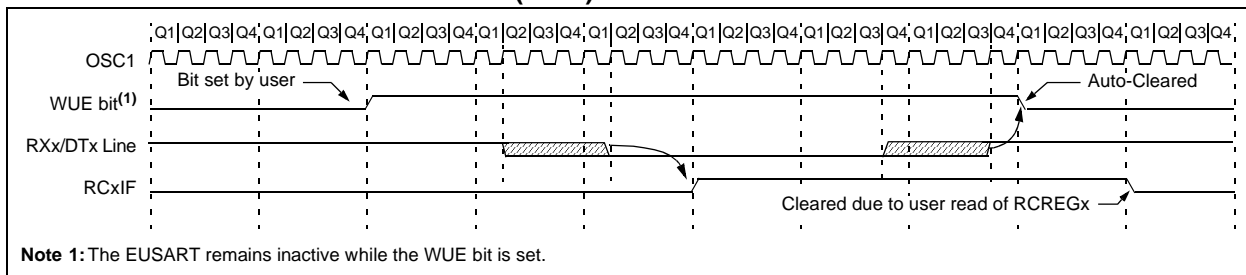 Q1 Q2 Q3 Q4 Q1 Q2 Q3 Q4 Q1 Q2 Q3 Q4 Q1 Q2 Q3 Q4 Q1 Q2 Q3 Q4 Q1 Q2 Q3 Q4 Q1 Q2 Q3 Q4 Q1 Q2 Q3 Q4 Q1 Q2 Q3 Q4 Q1 Q2 Q3 Q4
OSC1
Bit set by user
Auto-Cleared
WUE bit(1)
RXx/DTx Line
RCxIF
Cleared due to user read of RCREGx
Note 1: The EUSART remains inactive while the WUE bit is set.